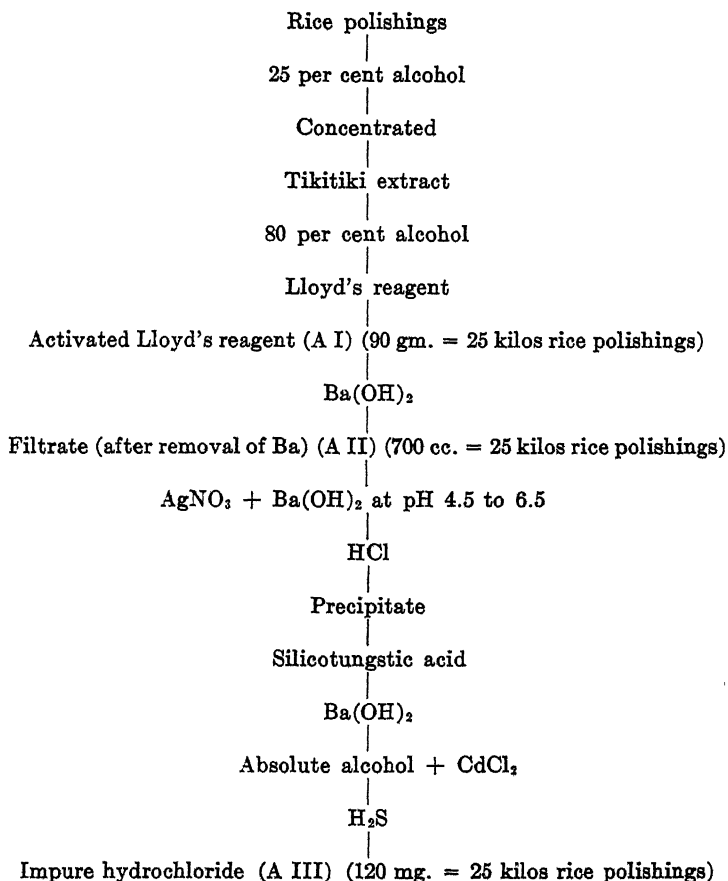 Rice polishings
25 per cent alcohol
Concentrated
Tikitiki extract
80 per cent alcohol
Lloyd's reagent
Activated Lloyd's reagent (A I) (90 gm. = 25 kilos rice polishings)
Ba(OH)₂
Filtrate (after removal of Ba) (A II) (700 cc. = 25 kilos rice polishings)
AgNO₃ + Ba(OH)₂ at pH 4.5 to 6.5
HCl
Precipitate
Silicotungstic acid
Ba(OH)₂
Absolute alcohol + CdCl₂
H₂S
Impure hydrochloride (A III) (120 mg. = 25 kilos rice polishings)